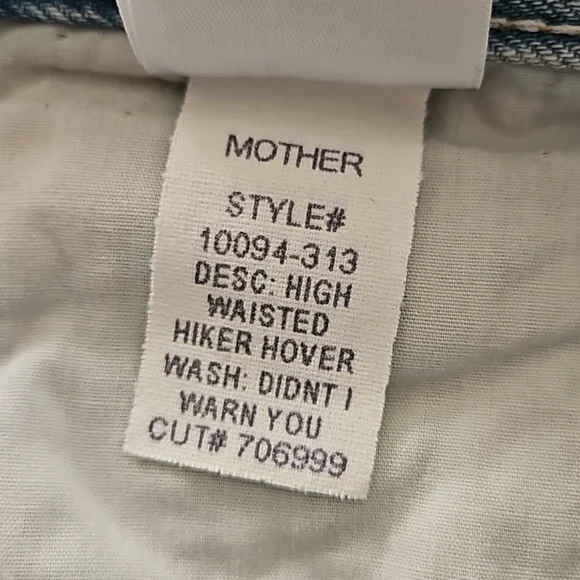 MOTHER
STYLE#
10094-313
DESC: HIGH
WAISTED
HIKER HOVER
WASH: DIDNT I
WARN YOU
CUT# 706999